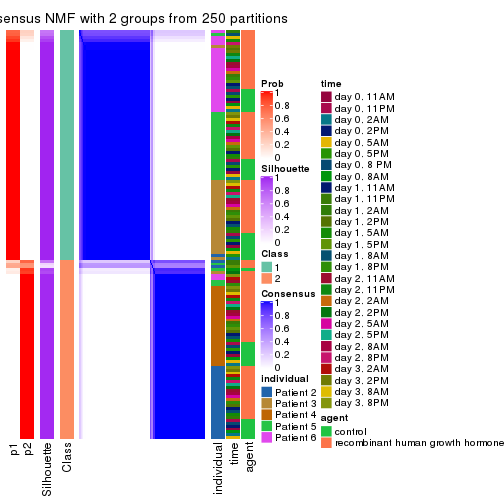 sensus NMF with 2 groups from 250 partitions
Prob
1
0.8
0.6
0.4
0.2
0
Silhouette
1
0.8
0.6
0.4
0.2
0
Class
1
2
Consensus
1
0.8
0.6
0.4
0.2
0
individual
Patient 2
Patient 3
Patient 4
Patient 5
Patient 6
time
day 0. 11AM
day 0. 11PM
day 0. 2AM
day 0. 2PM
day 0. 5AM
day 0. 5PM
day 0. 8 PM
day 0. 8AM
day 1. 11AM
day 1. 11PM
day 1. 2AM
day 1. 2PM
day 1. 5AM
day 1. 5PM
day 1. 8AM
day 1. 8PM
day 2. 11AM
day 2. 11PM
day 2. 2AM
day 2. 2PM
day 2. 5AM
day 2. 5PM
day 2. 8AM
day 2. 8PM
day 3. 2AM
day 3. 2PM
day 3. 8AM
day 3. 8PM
agent
control
recombinant human growth hormone
p1
p2
Silhouette
Class
individual
time
agent